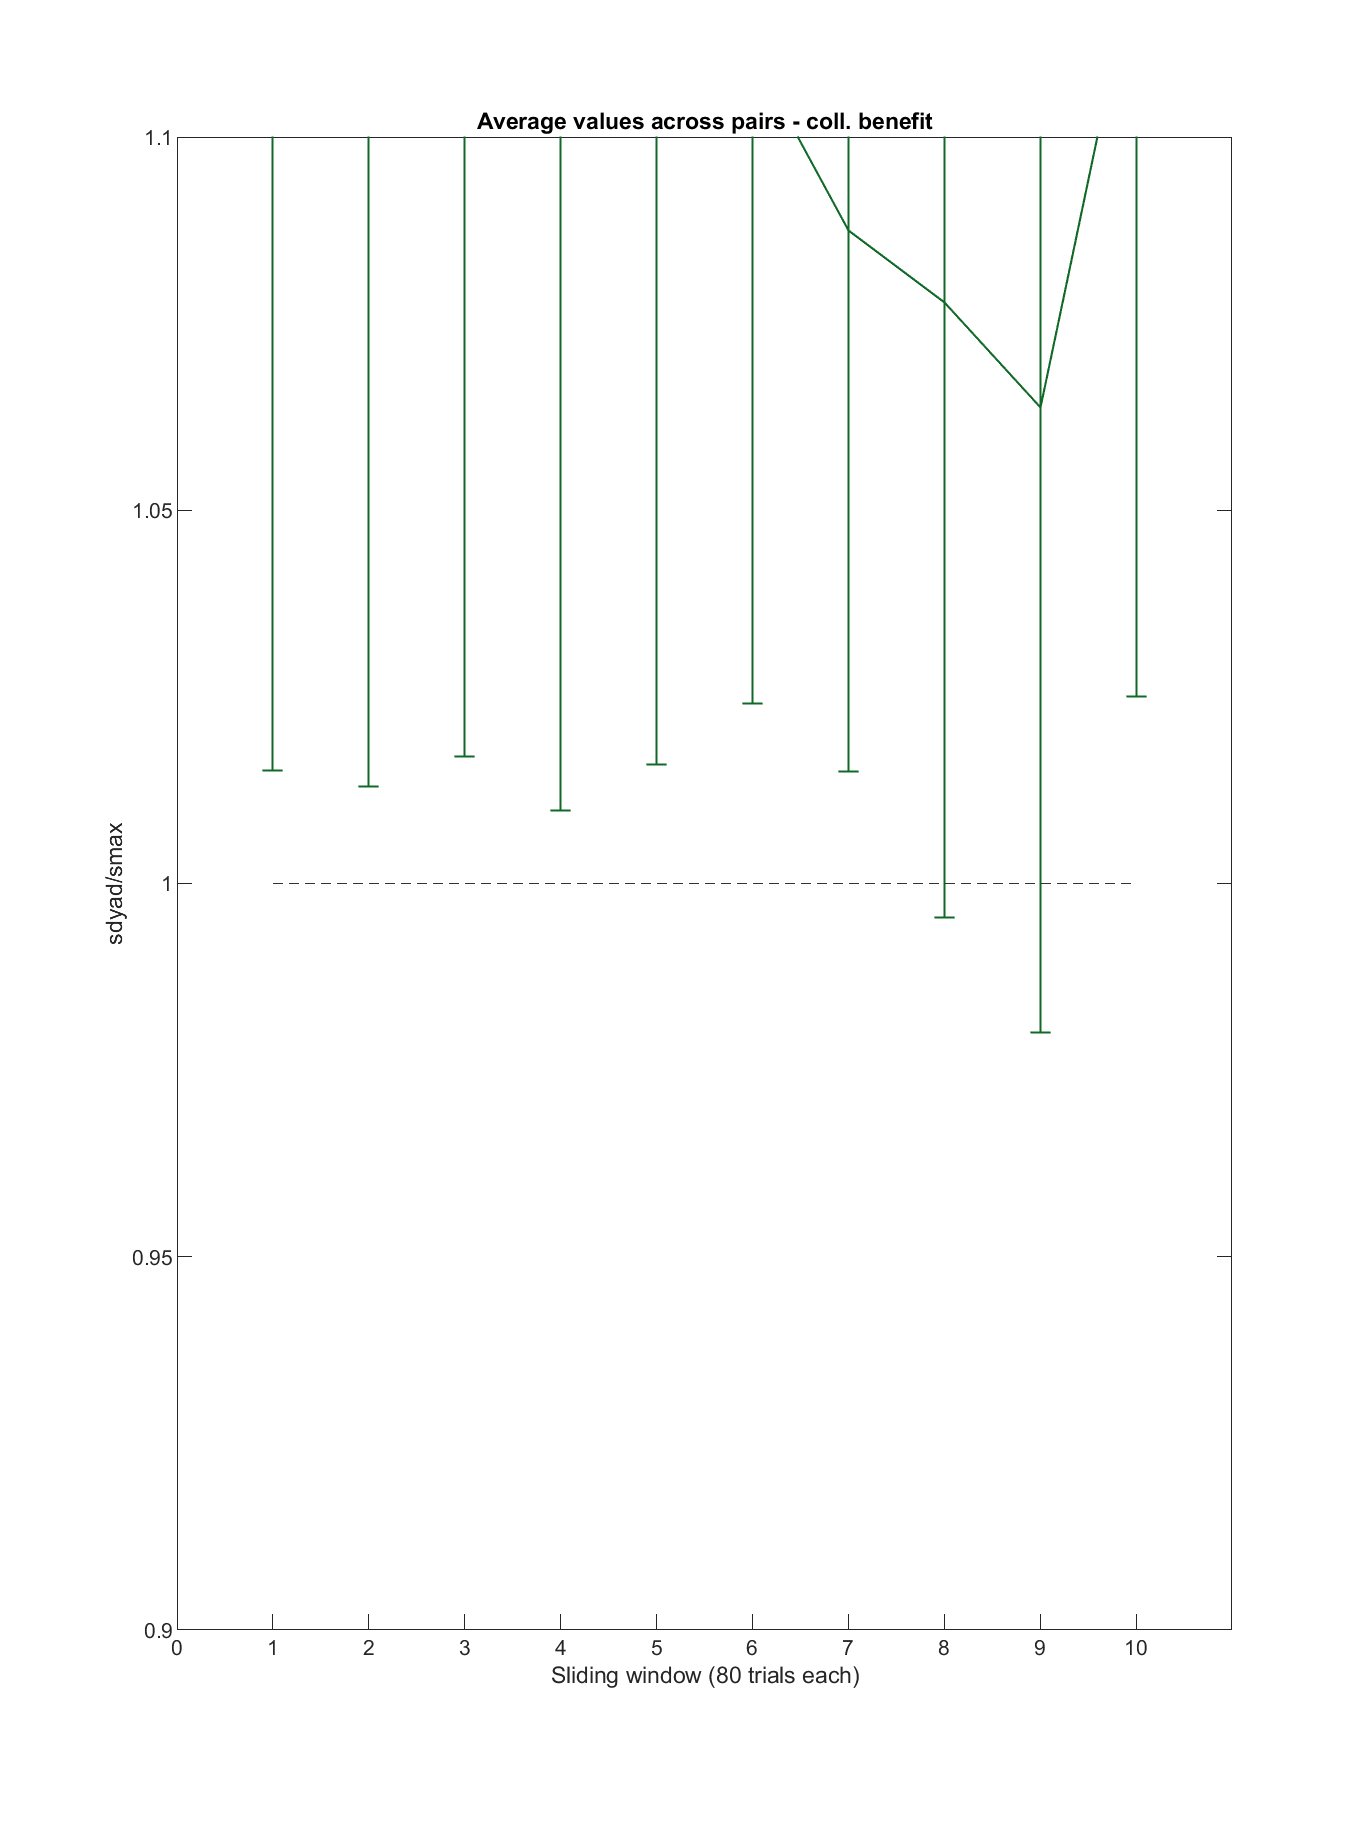 Average values across pairs - coll. benefit
1.1
1.05
1
0.95
0.9
sdyad/smax
0 1 2 3 4 5 6 7 8 9 10
Sliding window (80 trials each)